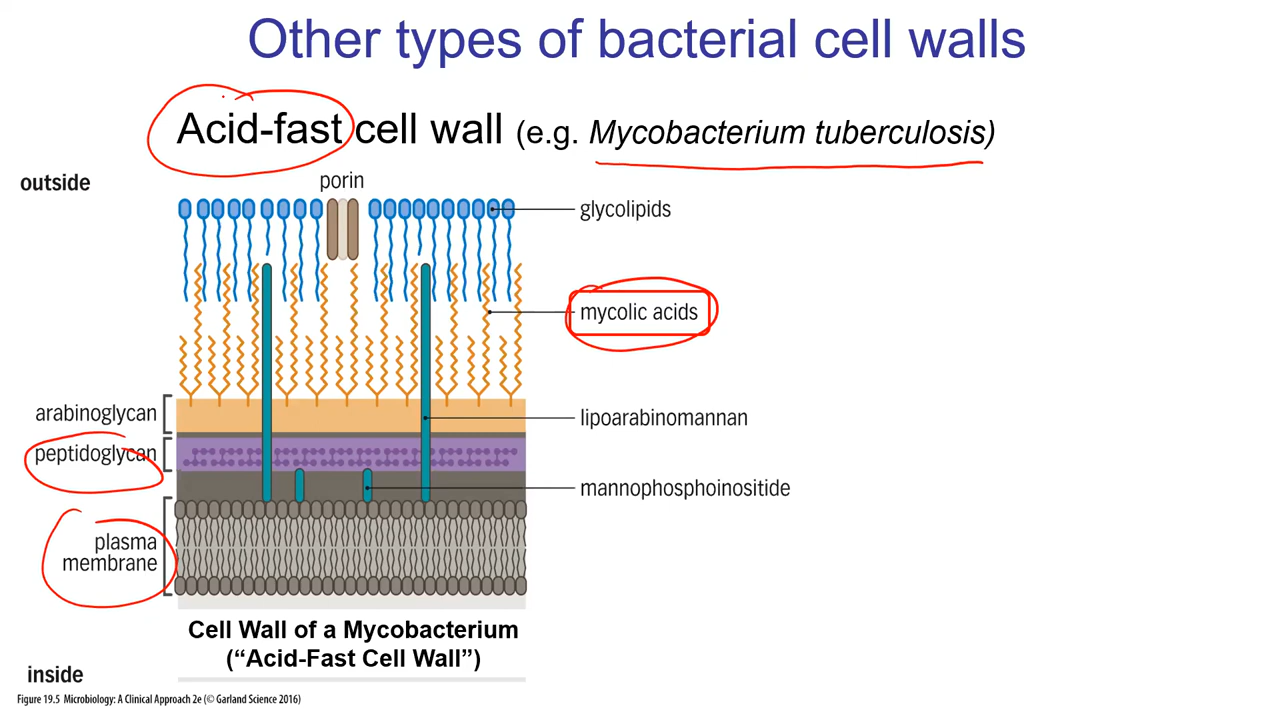 Other types of bacterial cell walls
Acid-fast cell wall (e.g. Mycobacterium tuberculosis)
outside
porin
glycolipids
mycolic acids
arabinoglycan
lipoarabinomannan
peptidoglycan
mannophosphoinositide
plasma
membrane
Cell Wall of a Mycobacterium
(“Acid-Fast Cell Wall”)
inside
Figure 19.5 Microbiology: A Clinical Approach 2e (© Garland Science 2016)